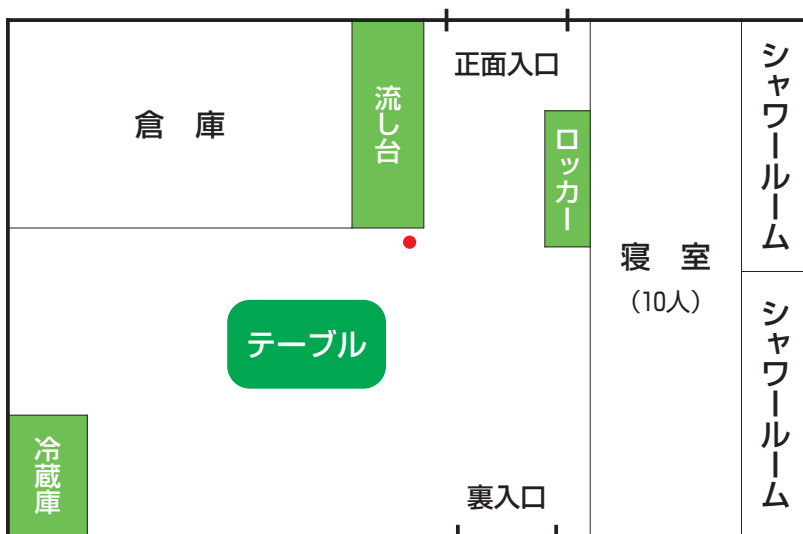 正面入口
倉 庫
流し台
ロッカー
シャワールーム
寝 室
（10人）
テーブル
シャワールーム
冷蔵庫
裏入口